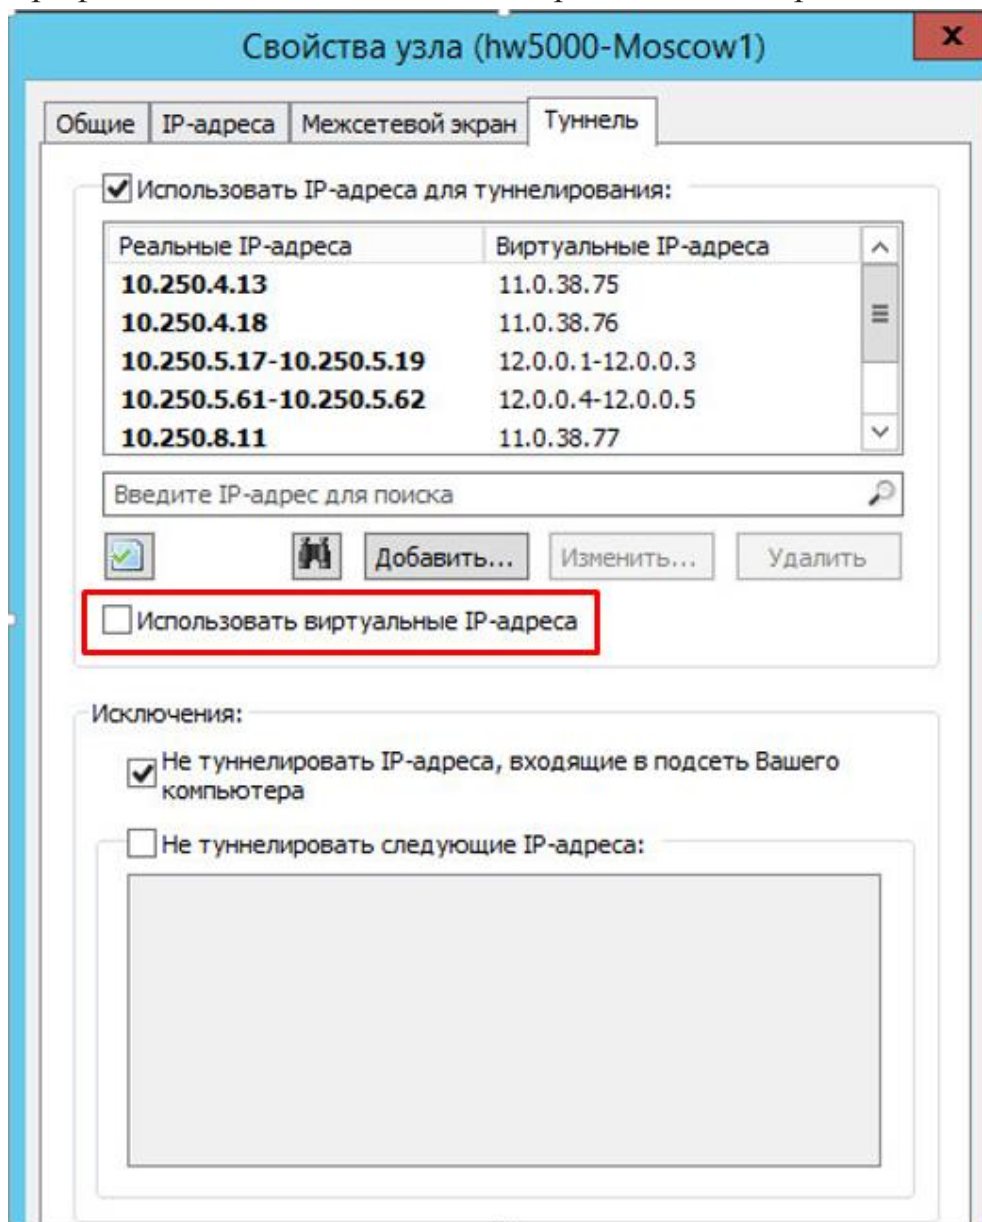 Свойства узла (hw5000-Moscow1)
x
Общие IP-адреса Межсетевой экран Туннель
Использовать IP-адреса для туннелирования:
Реальные IP-адреса Виртуальные IP-адреса
10.250.4.13 11.0.38.75
10.250.4.18 11.0.38.76
10.250.5.17-10.250.5.19 12.0.0.1-12.0.0.3
10.250.5.61-10.250.5.62 12.0.0.4-12.0.0.5
10.250.8.11 11.0.38.77
Введите IP-адрес для поиска
Добавить... Изменить... Удалить
Использовать виртуальные IP-адреса
Исключения:
Не туннелировать IP-адреса, входящие в подсеть Вашего
компьютера
Не туннелировать следующие IP-адреса: